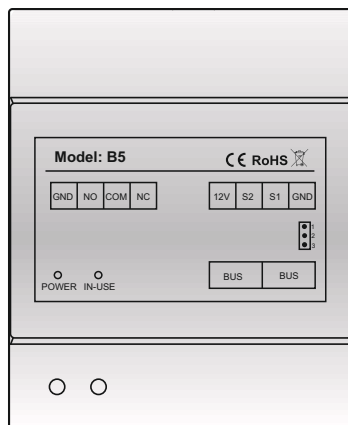 Model: B5
CE RoHS
GND NO COM NC
12V S2 S1 GND
1
2
3
BUS BUS
POWER IN-USE